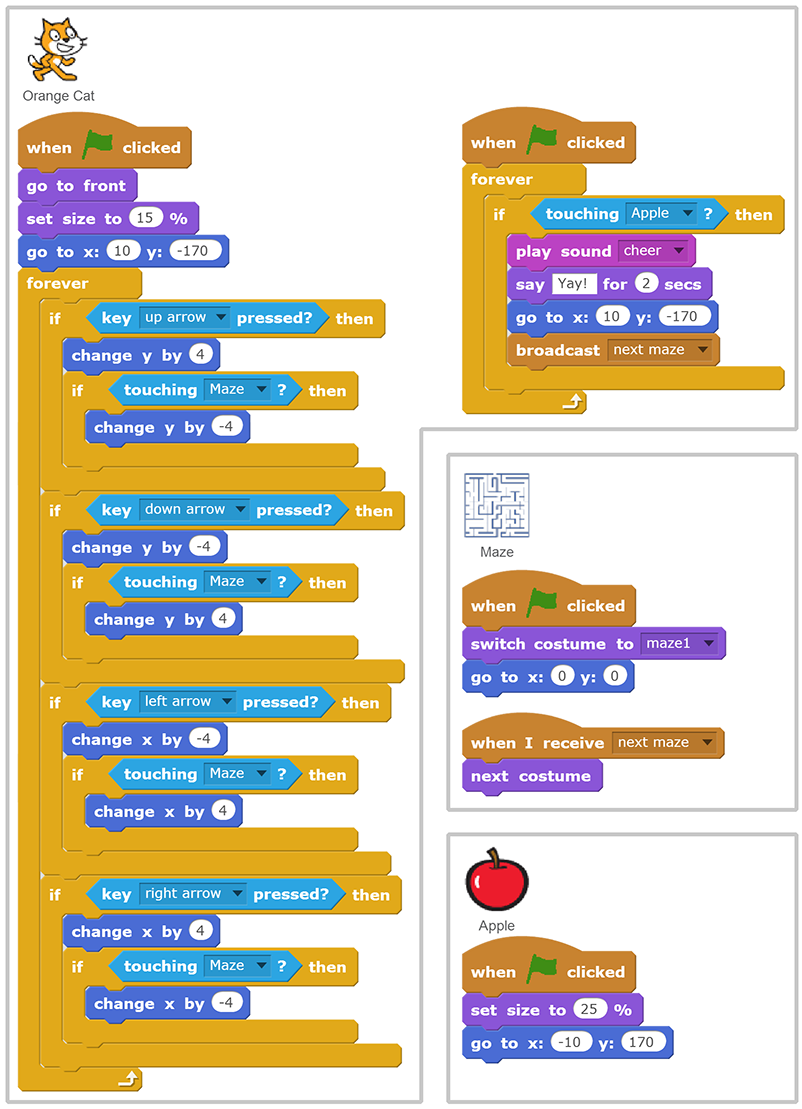 Orange Cat
when clicked
go to front
set size to 15 %
go to x: 10 y: -170
forever
if key up arrow pressed? then
change y by 4
if touching Maze ? then
change y by -4
if key down arrow pressed? then
change y by -4
if touching Maze ? then
change y by 4
if key left arrow pressed? then
change x by -4
if touching Maze ? then
change x by 4
if key right arrow pressed? then
change x by 4
if touching Maze ? then
change x by -4
when clicked
forever
if touching Apple ? then
play sound cheer
say Yay! for 2 secs
go to x: 10 y: -170
broadcast next maze
Maze
when clicked
switch costume to maze1
go to x: 0 y: 0
when I receive next maze
next costume
Apple
when clicked
set size to 25 %
go to x: -10 y: 170